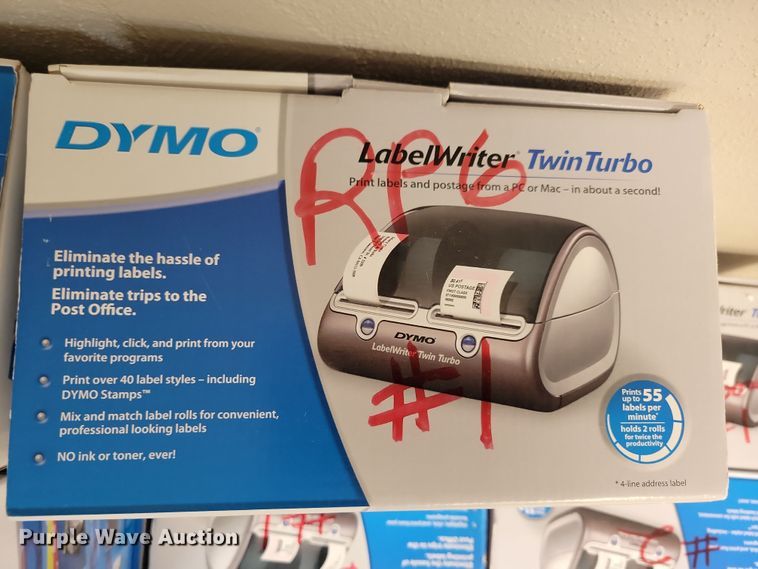 DYMO
LabelWriter® TwinTurbo
Print labels and postage from a PC or Mac – in about a second!
RP6
Eliminate the hassle of
printing labels.
Eliminate trips to the
Post Office.
Highlight, click, and print from your
favorite programs
Print over 40 label styles – including
DYMO Stamps™
Mix and match label rolls for convenient,
professional looking labels
NO ink or toner, ever!
US POSTAGE
FIRST CLASS
DYMO
LabelWriter Twin Turbo
#1
Prints
up to 55
labels per
minute*
holds 2 rolls
for twice the
productivity
* 4-line address label
Purple Wave Auction